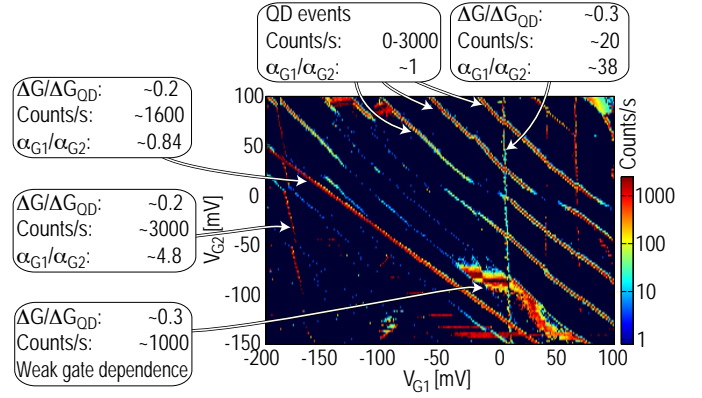 QD events
Counts/s: 0-3000
αG1/αG2: ~1
ΔG/ΔGQD: ~0.3
Counts/s: ~20
αG1/αG2: ~38
ΔG/ΔGQD: ~0.2
Counts/s: ~1600
αG1/αG2: ~0.84
ΔG/ΔGQD: ~0.2
Counts/s: ~3000
αG1/αG2: ~4.8
ΔG/ΔGQD: ~0.3
Counts/s: ~1000
Weak gate dependence
VG2 [mV]
100
50
0
-50
-100
-150
-200 -150 -100 -50 0 50 100
VG1 [mV]
Counts/s
1000
100
10
1